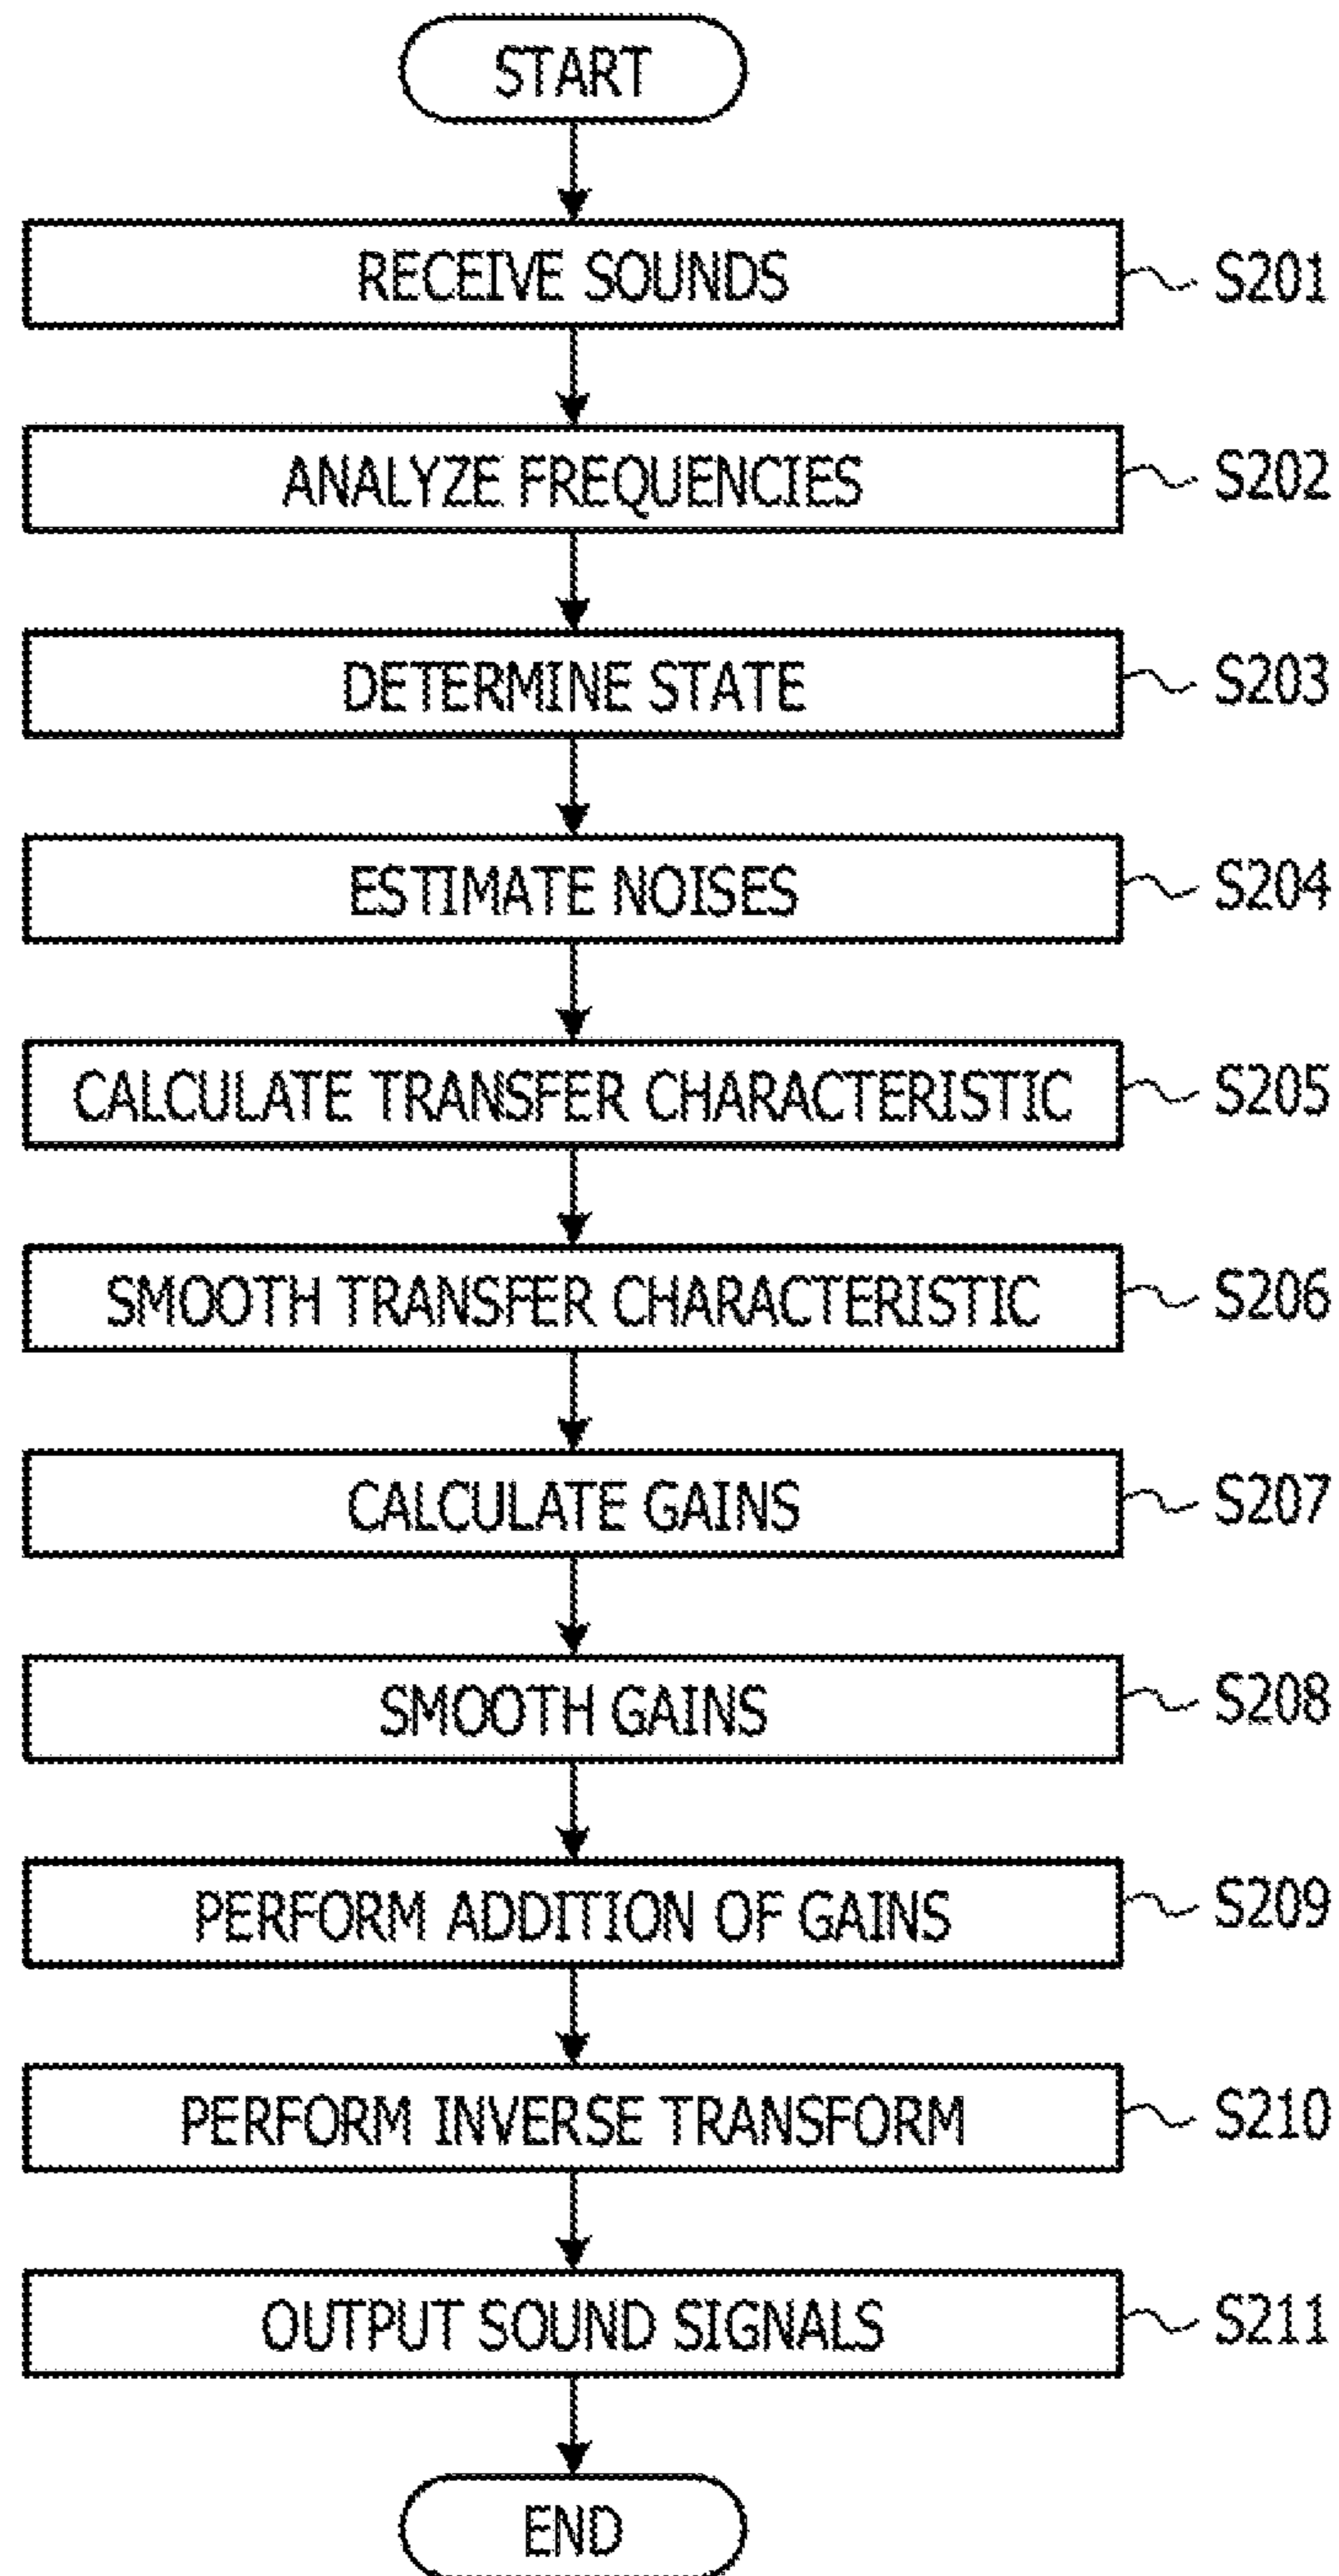 START
RECEIVE SOUNDS S201
ANALYZE FREQUENCIES S202
DETERMINE STATE S203
ESTIMATE NOISES S204
CALCULATE TRANSFER CHARACTERISTIC S205
SMOOTH TRANSFER CHARACTERISTIC S206
CALCULATE GAINS S207
SMOOTH GAINS S208
PERFORM ADDITION OF GAINS S209
PERFORM INVERSE TRANSFORM S210
OUTPUT SOUND SIGNALS S211
END